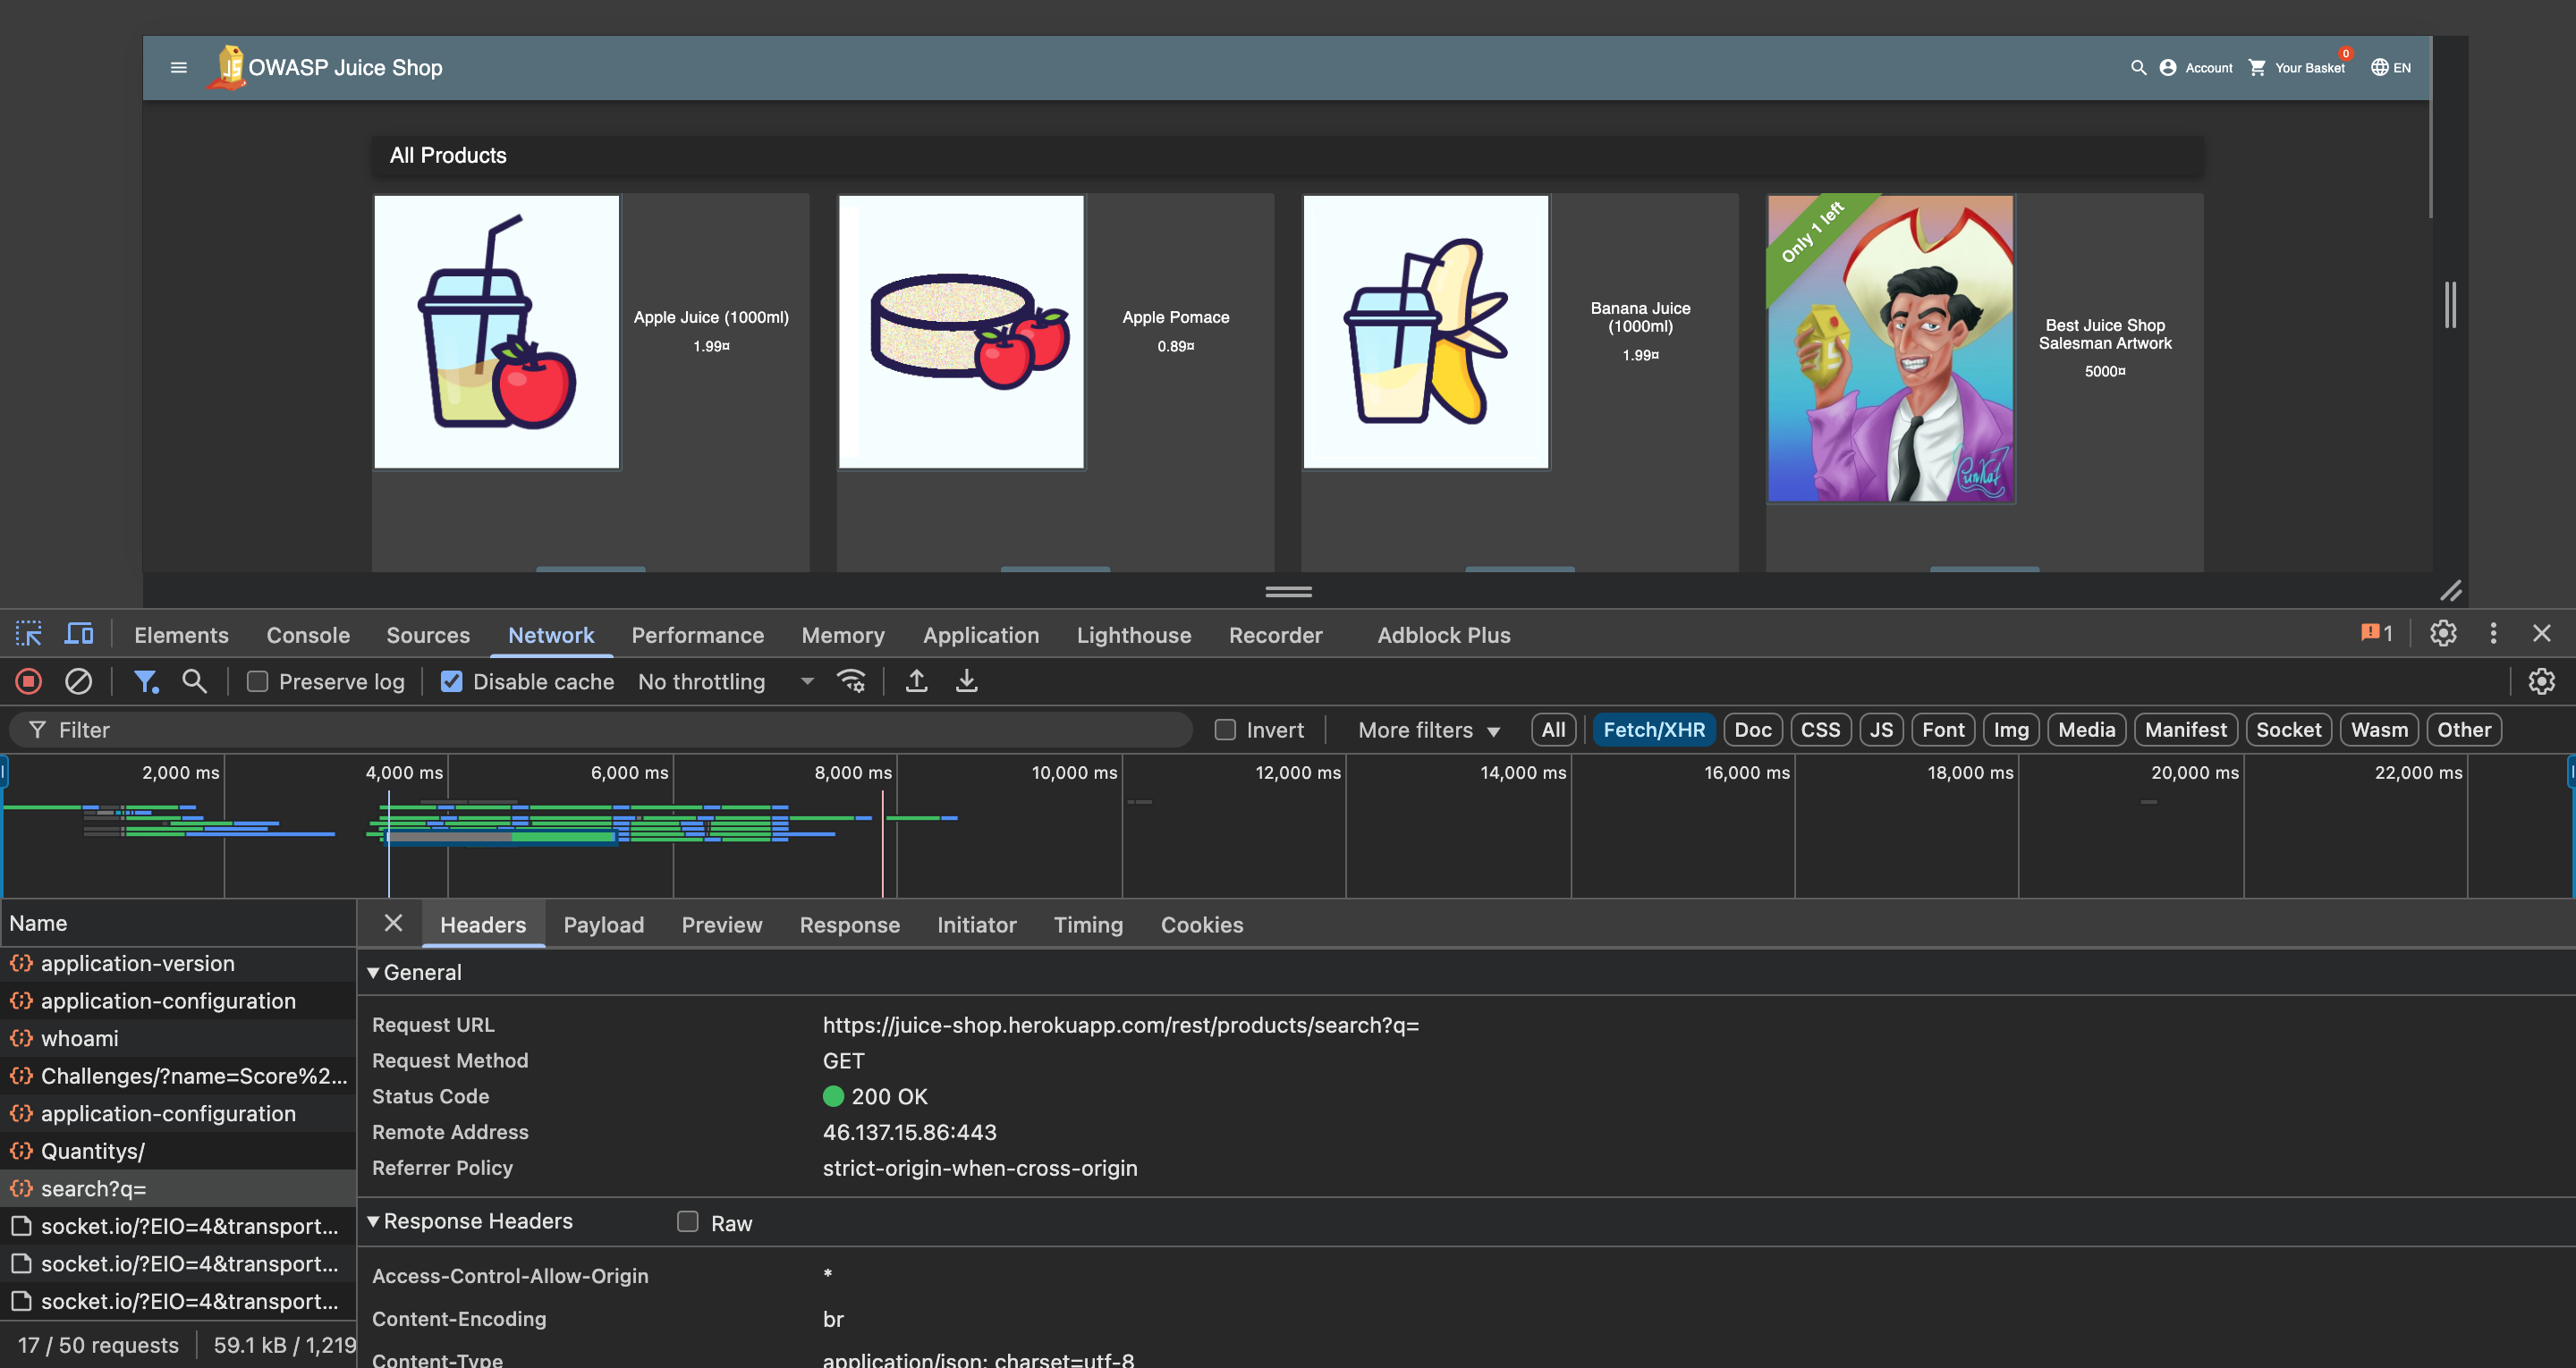 OWASP Juice Shop
Account
Your Basket
0
EN
All Products
Apple Juice (1000ml)
1.99¤
Apple Pomace
0.89¤
Banana Juice
(1000ml)
1.99¤
Only 1 left
Best Juice Shop
Salesman Artwork
5000¤
Elements Console Sources Network Performance Memory Application Lighthouse Recorder Adblock Plus 1
Preserve log Disable cache No throttling
Filter Invert More filters All Fetch/XHR Doc CSS JS Font Img Media Manifest Socket Wasm Other
2,000 ms 4,000 ms 6,000 ms 8,000 ms 10,000 ms 12,000 ms 14,000 ms 16,000 ms 18,000 ms 20,000 ms 22,000 ms
Name
application-version
application-configuration
whoami
Challenges/?name=Score%2...
application-configuration
Quantitys/
search?q=
socket.io/?EIO=4&transport...
socket.io/?EIO=4&transport...
socket.io/?EIO=4&transport...
17 / 50 requests 59.1 kB / 1,219
Headers Payload Preview Response Initiator Timing Cookies
General
Request URL https://juice-shop.herokuapp.com/rest/products/search?q=
Request Method GET
Status Code 200 OK
Remote Address 46.137.15.86:443
Referrer Policy strict-origin-when-cross-origin
Response Headers Raw
Access-Control-Allow-Origin *
Content-Encoding br
Content-Type application/json; charset=utf-8